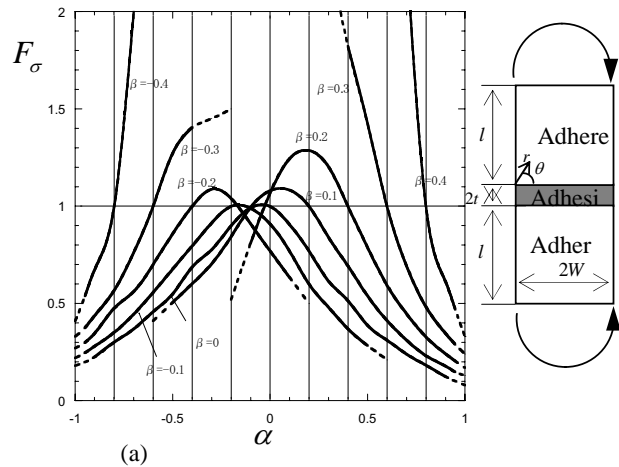 2
F_σ
β=-0.4
β=0.3
1.5
β=-0.3
β=0.2
β=-0.2
β=0.4
β=0.1
1
0.5
β=0
β=-0.1
0
-1
-0.5
0
0.5
1
α
(a)
l
Adhere
r
θ
2t
Adhesi
l
Adher
2W